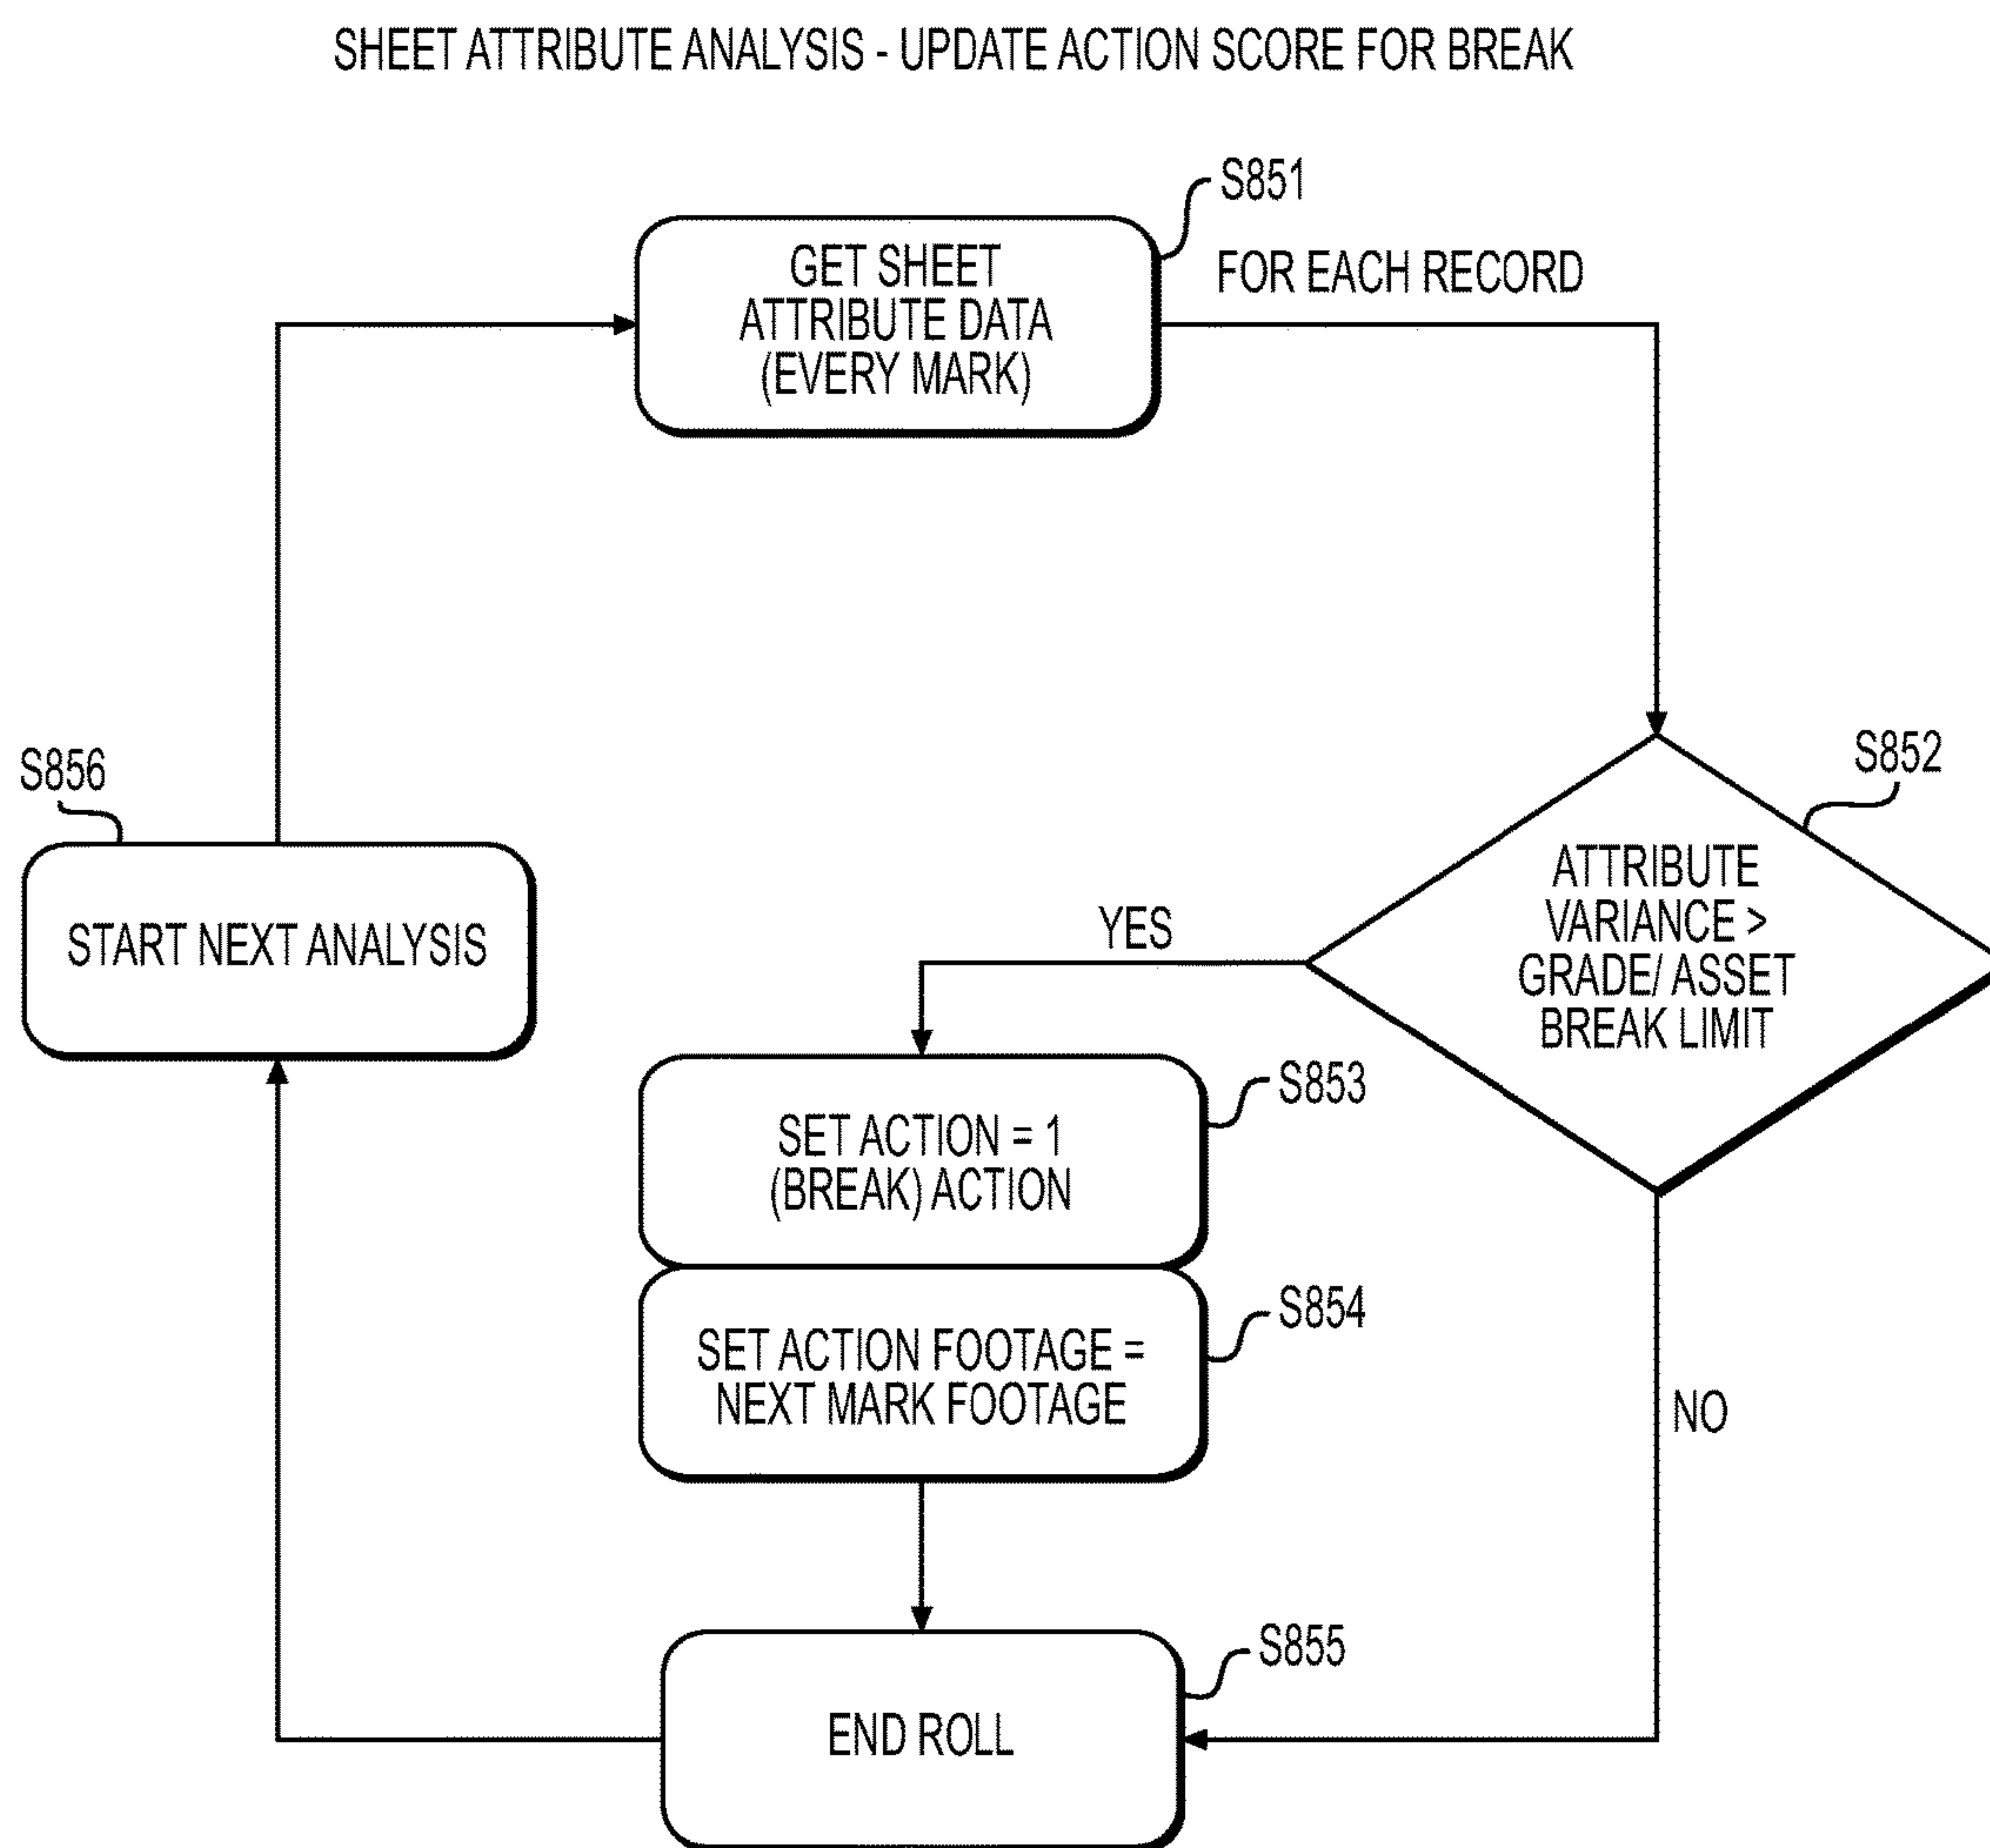 SHEET ATTRIBUTE ANALYSIS - UPDATE ACTION SCORE FOR BREAK
S851
GET SHEET
ATTRIBUTE DATA
(EVERY MARK)
FOR EACH RECORD
S856
START NEXT ANALYSIS
S852
ATTRIBUTE
VARIANCE >
GRADE/ ASSET
BREAK LIMIT
YES
S853
SET ACTION = 1
(BREAK) ACTION
S854
SET ACTION FOOTAGE =
NEXT MARK FOOTAGE
NO
S855
END ROLL